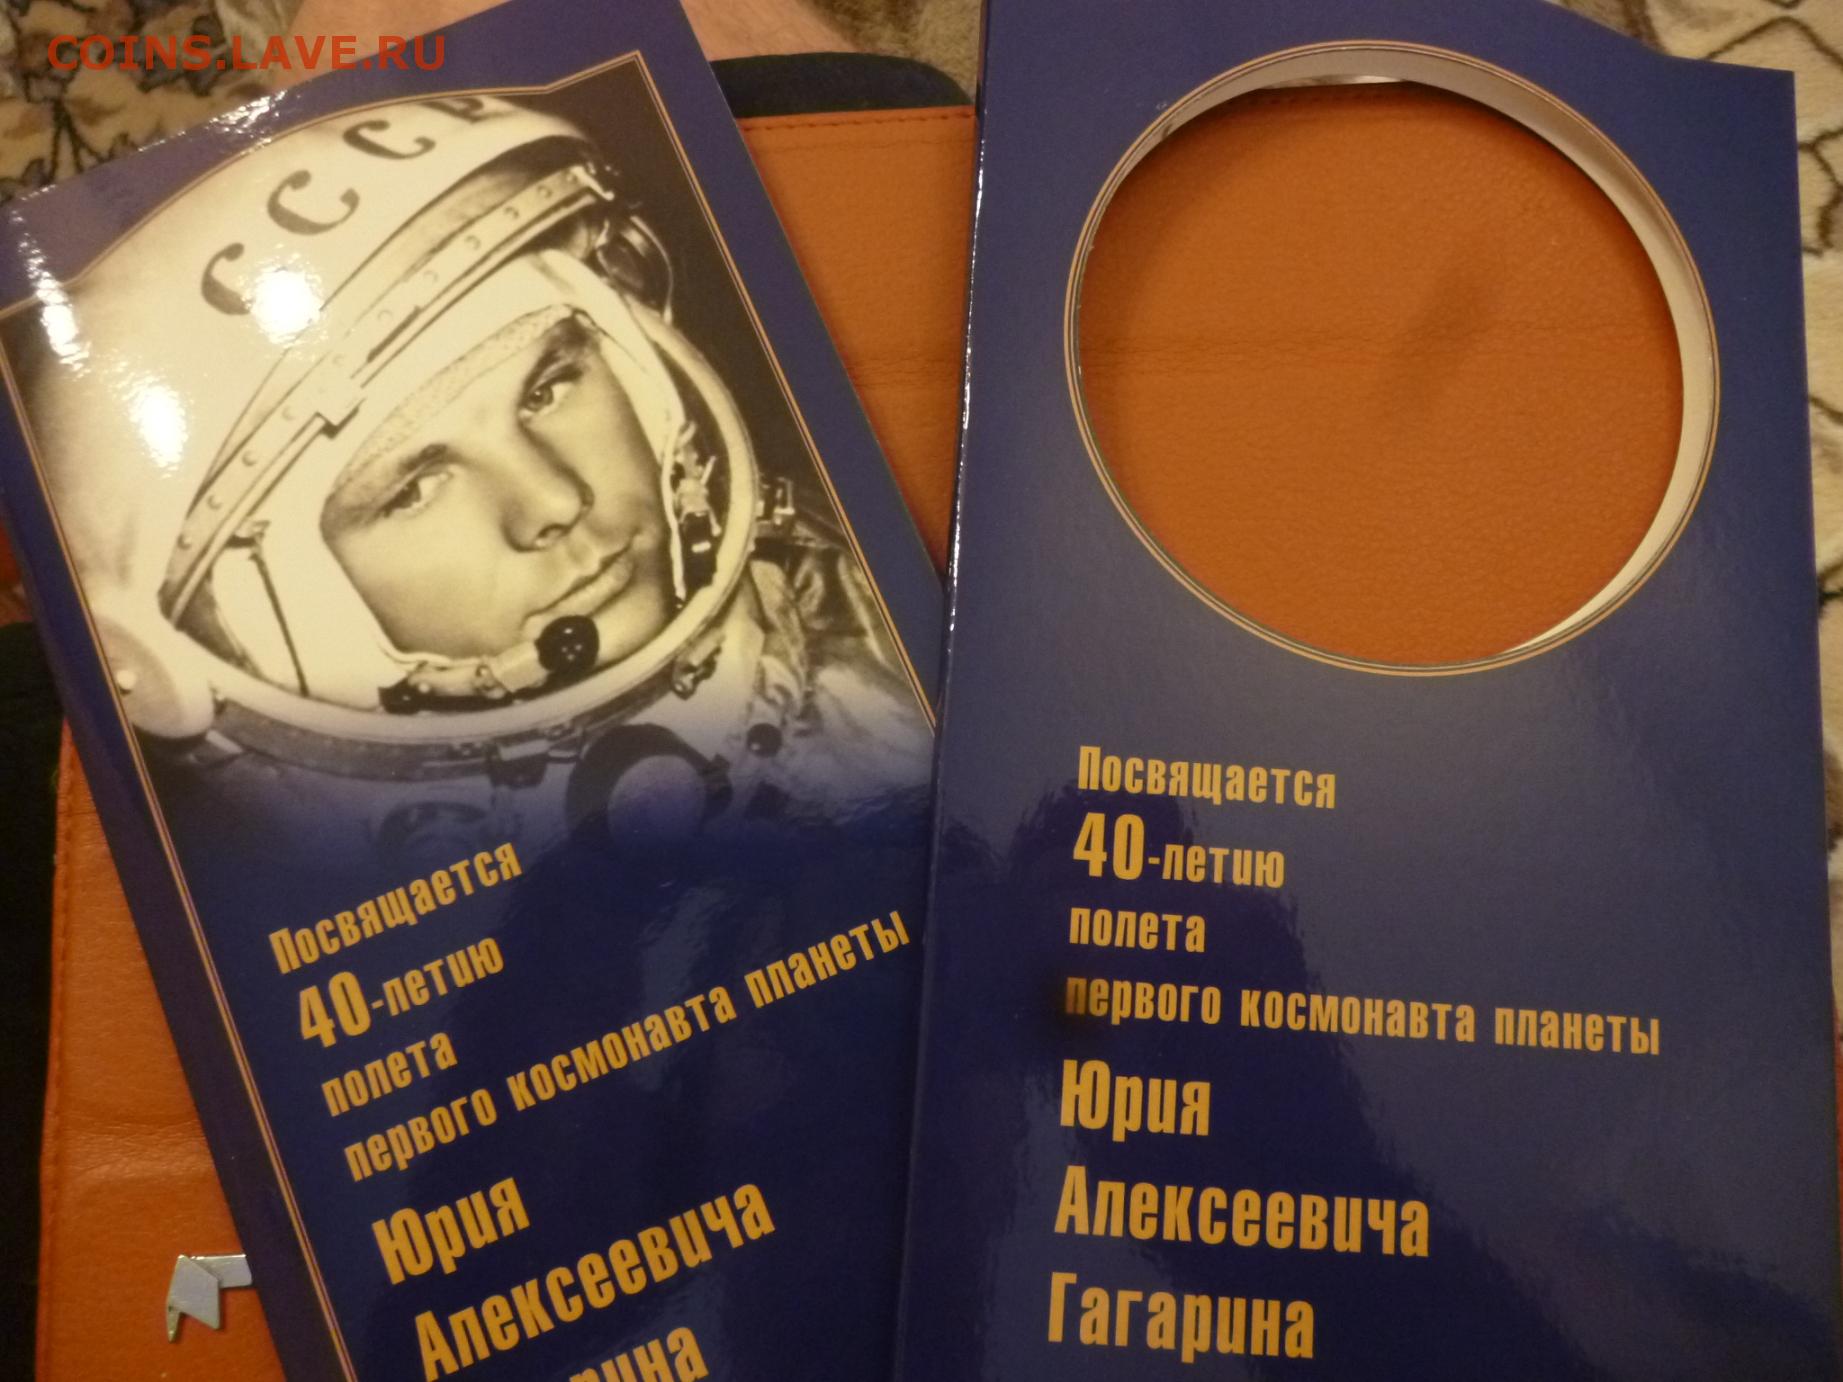 COINS.LAVE.RU
СССР
Посвящается
40-летию
полета
первого космонавта планеты
Юрия
Алексеевича
Посвящается
40-летию
полета
первого космонавта планеты
Юрия
Алексеевича
Гагарина